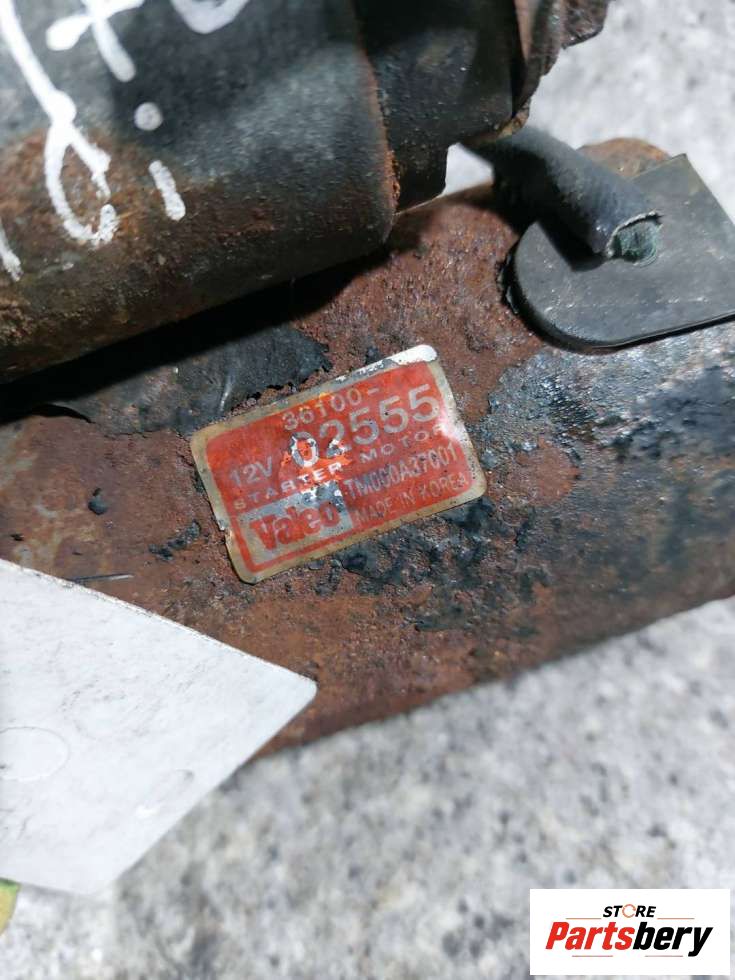 36100-
02555
12V
STARTER MOTOR
Valeo
TM000A37001
MADE IN KOREA
STORE
Partsbery